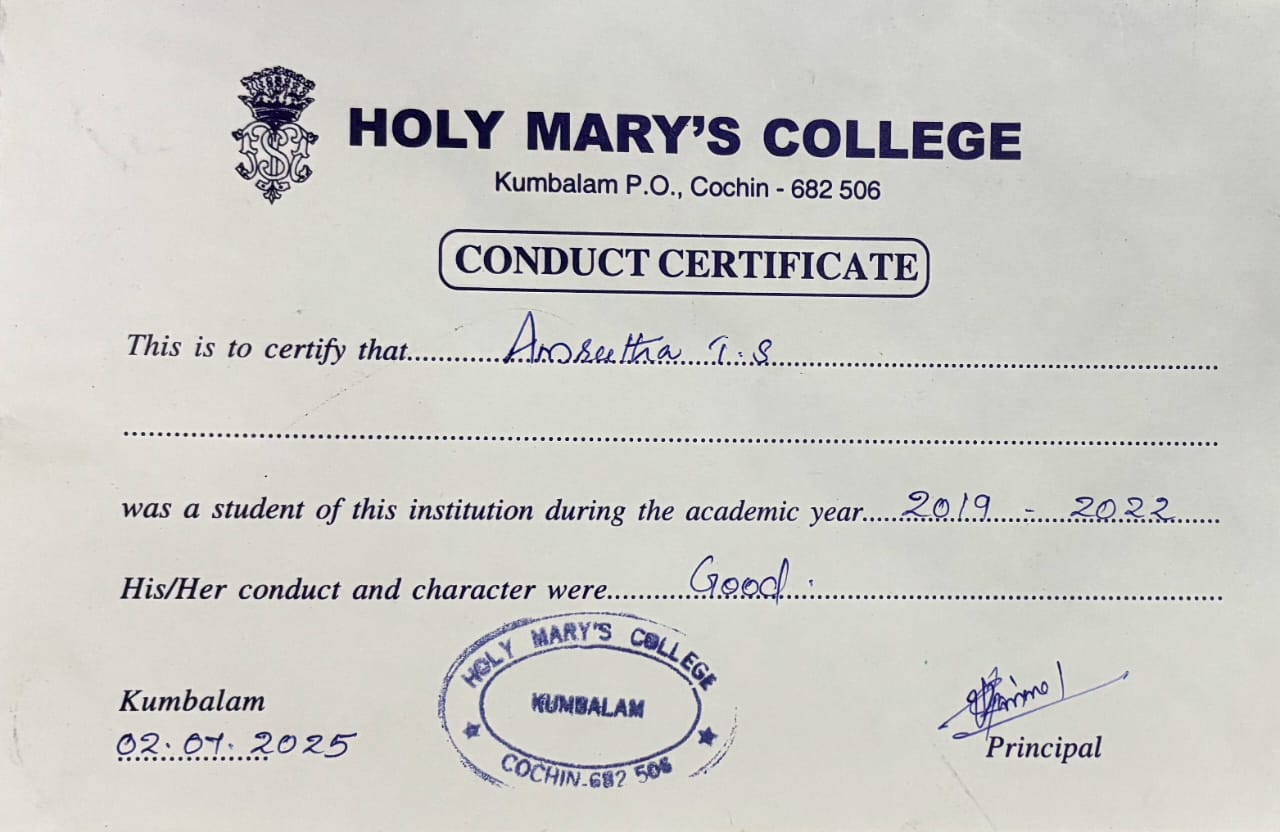 HOLY MARY'S COLLEGE
Kumbalam P.O., Cochin - 682 506
CONDUCT CERTIFICATE
This is to certify that.......... Amseetha T.S ..........
was a student of this institution during the academic year.... 2019 - 2022 ....
His/Her conduct and character were........ Good. ........
HOLY MARY'S COLLEGE
KUMBALAM
COCHIN-682 506
Kumbalam
02.07.2025
Principal